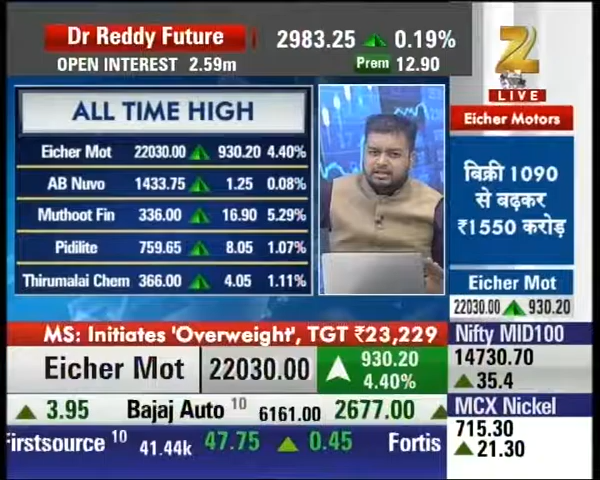 Dr Reddy Future 2983.25 0.19%
OPEN INTEREST 2.59m Prem 12.90
LIVE
ALL TIME HIGH
Eicher Mot 22030.00 930.20 4.40%
AB Nuvo 1433.75 1.25 0.08%
Muthoot Fin 336.00 16.90 5.29%
Pidilite 759.65 8.05 1.07%
Thirumalai Chem 366.00 4.05 1.11%
Eicher Motors
बिक्री 1090
से बढ़कर
₹1550 करोड़
Eicher Mot
22030.00 930.20
MS: Initiates 'Overweight', TGT ₹23,229
Eicher Mot 22030.00 930.20
4.40%
Nifty MID100
14730.70
35.4
3.95 Bajaj Auto 10 6161.00 2677.00
MCX Nickel
715.30
21.30
Firstsource 10 41.44k 47.75 0.45 Fortis